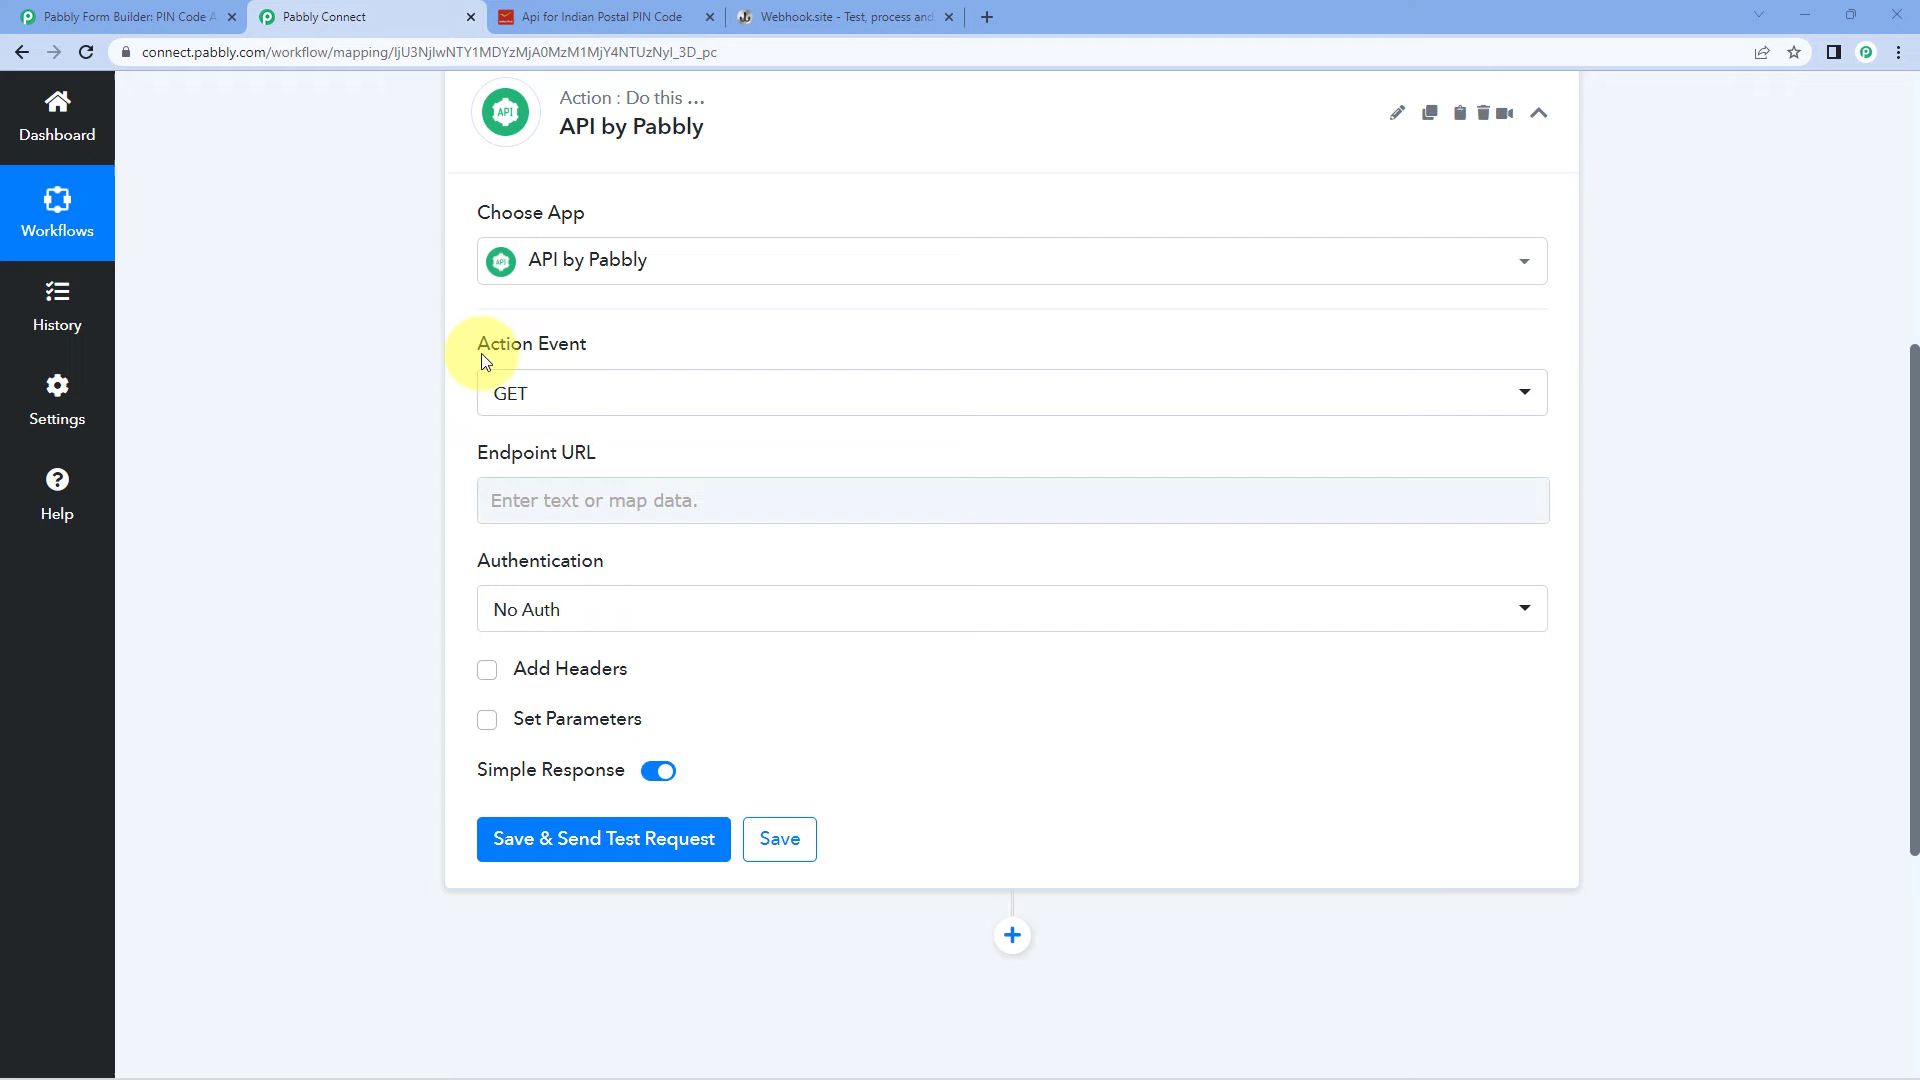 Pabbly Form Builder: PIN Code A
Pabbly Connect
Api for Indian Postal PIN Code
Webhook.site - Test, process and
connect.pabbly.com/workflow/mapping/IjU3NjIwNTY1MDYzMjA0MzM1MjY4NTUzNyI_3D_pc
Dashboard
Workflows
History
Settings
Help
API
Action : Do this ...
API by Pabbly
Choose App
API
API by Pabbly
Action Event
GET
Endpoint URL
Enter text or map data.
Authentication
No Auth
Add Headers
Set Parameters
Simple Response
Save & Send Test Request
Save